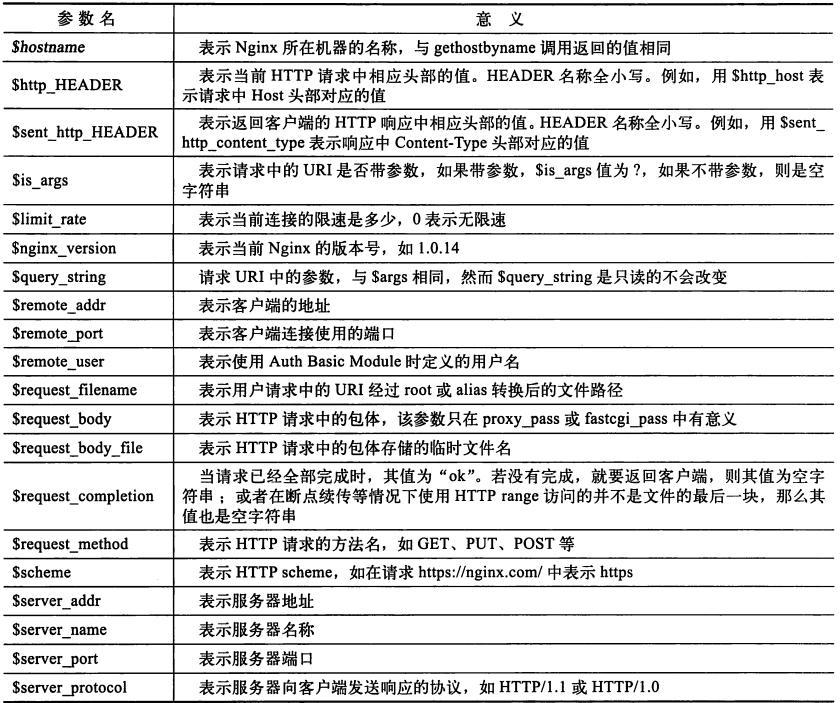 参数名 意义
$hostname 表示 Nginx 所在机器的名称，与 gethostbyname 调用返回的值相同
$http_HEADER 表示当前 HTTP 请求中相应头部的值。HEADER 名称全小写。例如，用 $http_host 表
示请求中 Host 头部对应的值
$sent_http_HEADER 表示返回客户端的 HTTP 响应中相应头部的值。HEADER 名称全小写。例如，用 $sent_
http_content_type 表示响应中 Content-Type 头部对应的值
$is_args 表示请求中的 URI 是否带参数，如果带参数，$is_args 值为 ?，如果不带参数，则是空
字符串
$limit_rate 表示当前连接的限速是多少，0 表示无限速
$nginx_version 表示当前 Nginx 的版本号，如 1.0.14
$query_string 请求 URI 中的参数，与 $args 相同，然而 $query_string 是只读的不会改变
$remote_addr 表示客户端的地址
$remote_port 表示客户端连接使用的端口
$remote_user 表示使用 Auth Basic Module 时定义的用户名
$request_filename 表示用户请求中的 URI 经过 root 或 alias 转换后的文件路径
$request_body 表示 HTTP 请求中的包体，该参数只在 proxy_pass 或 fastcgi_pass 中有意义
$request_body_file 表示 HTTP 请求中的包体存储的临时文件名
$request_completion 当请求已经全部完成时，其值为“ok”。若没有完成，就要返回客户端，则其值为空字
符串；或者在断点续传等情况下使用 HTTP range 访问的并不是文件的最后一块，那么其
值也是空字符串
$request_method 表示 HTTP 请求的方法名，如 GET、PUT、POST 等
$scheme 表示 HTTP scheme，如在请求 https://nginx.com/ 中表示 https
$server_addr 表示服务器地址
$server_name 表示服务器名称
$server_port 表示服务器端口
$server_protocol 表示服务器向客户端发送响应的协议，如 HTTP/1.1 或 HTTP/1.0